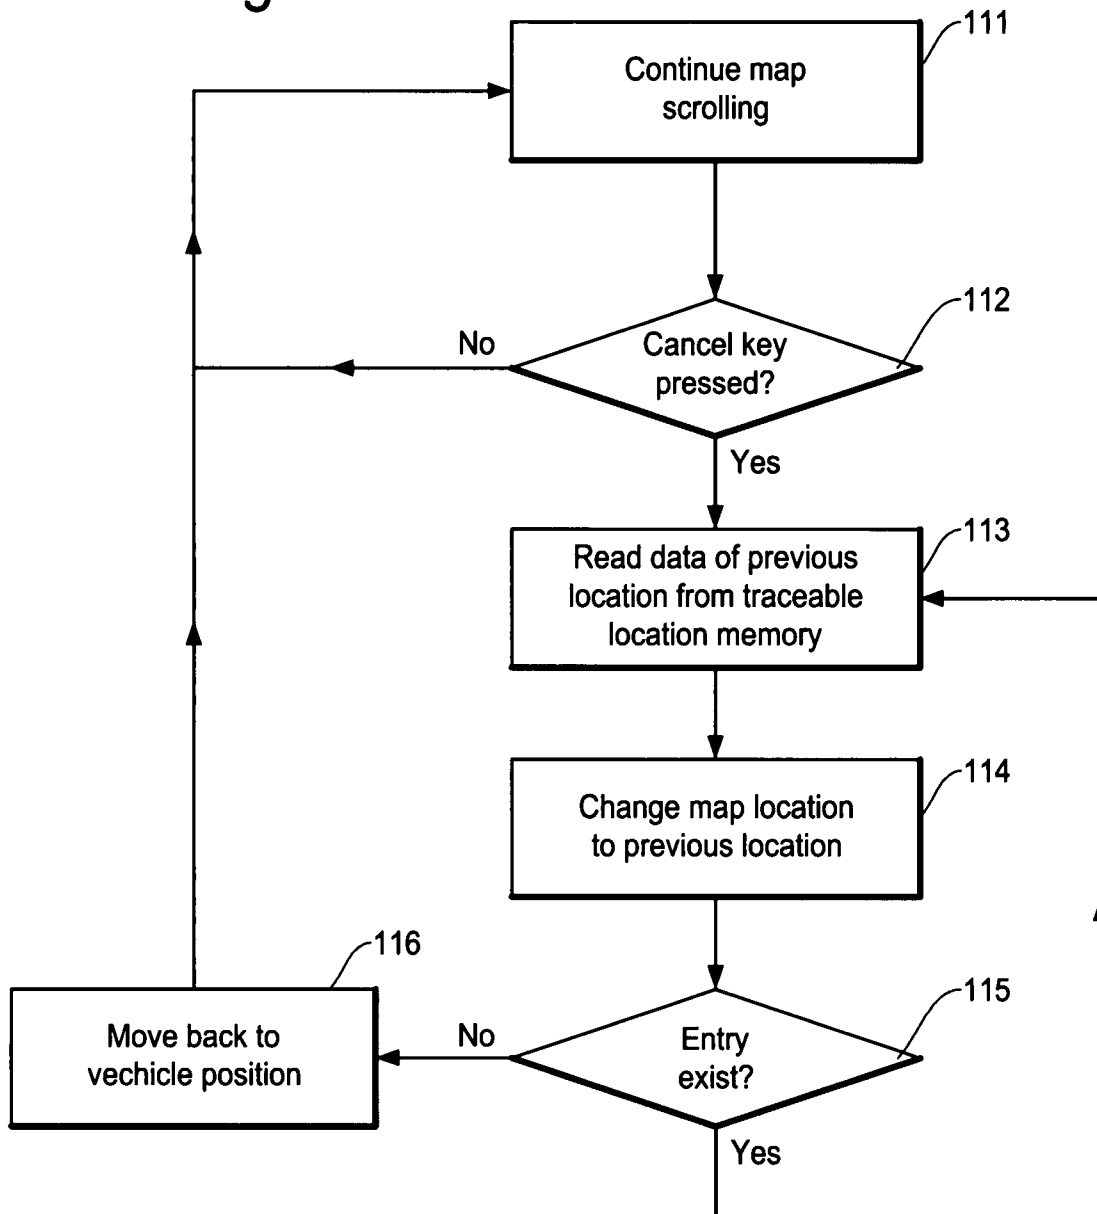 111
Continue map
scrolling
112
No
Cancel key
pressed?
Yes
113
Read data of previous
location from traceable
location memory
114
Change map location
to previous location
116
115
Move back to
vechicle position
No
Entry
exist?
Yes